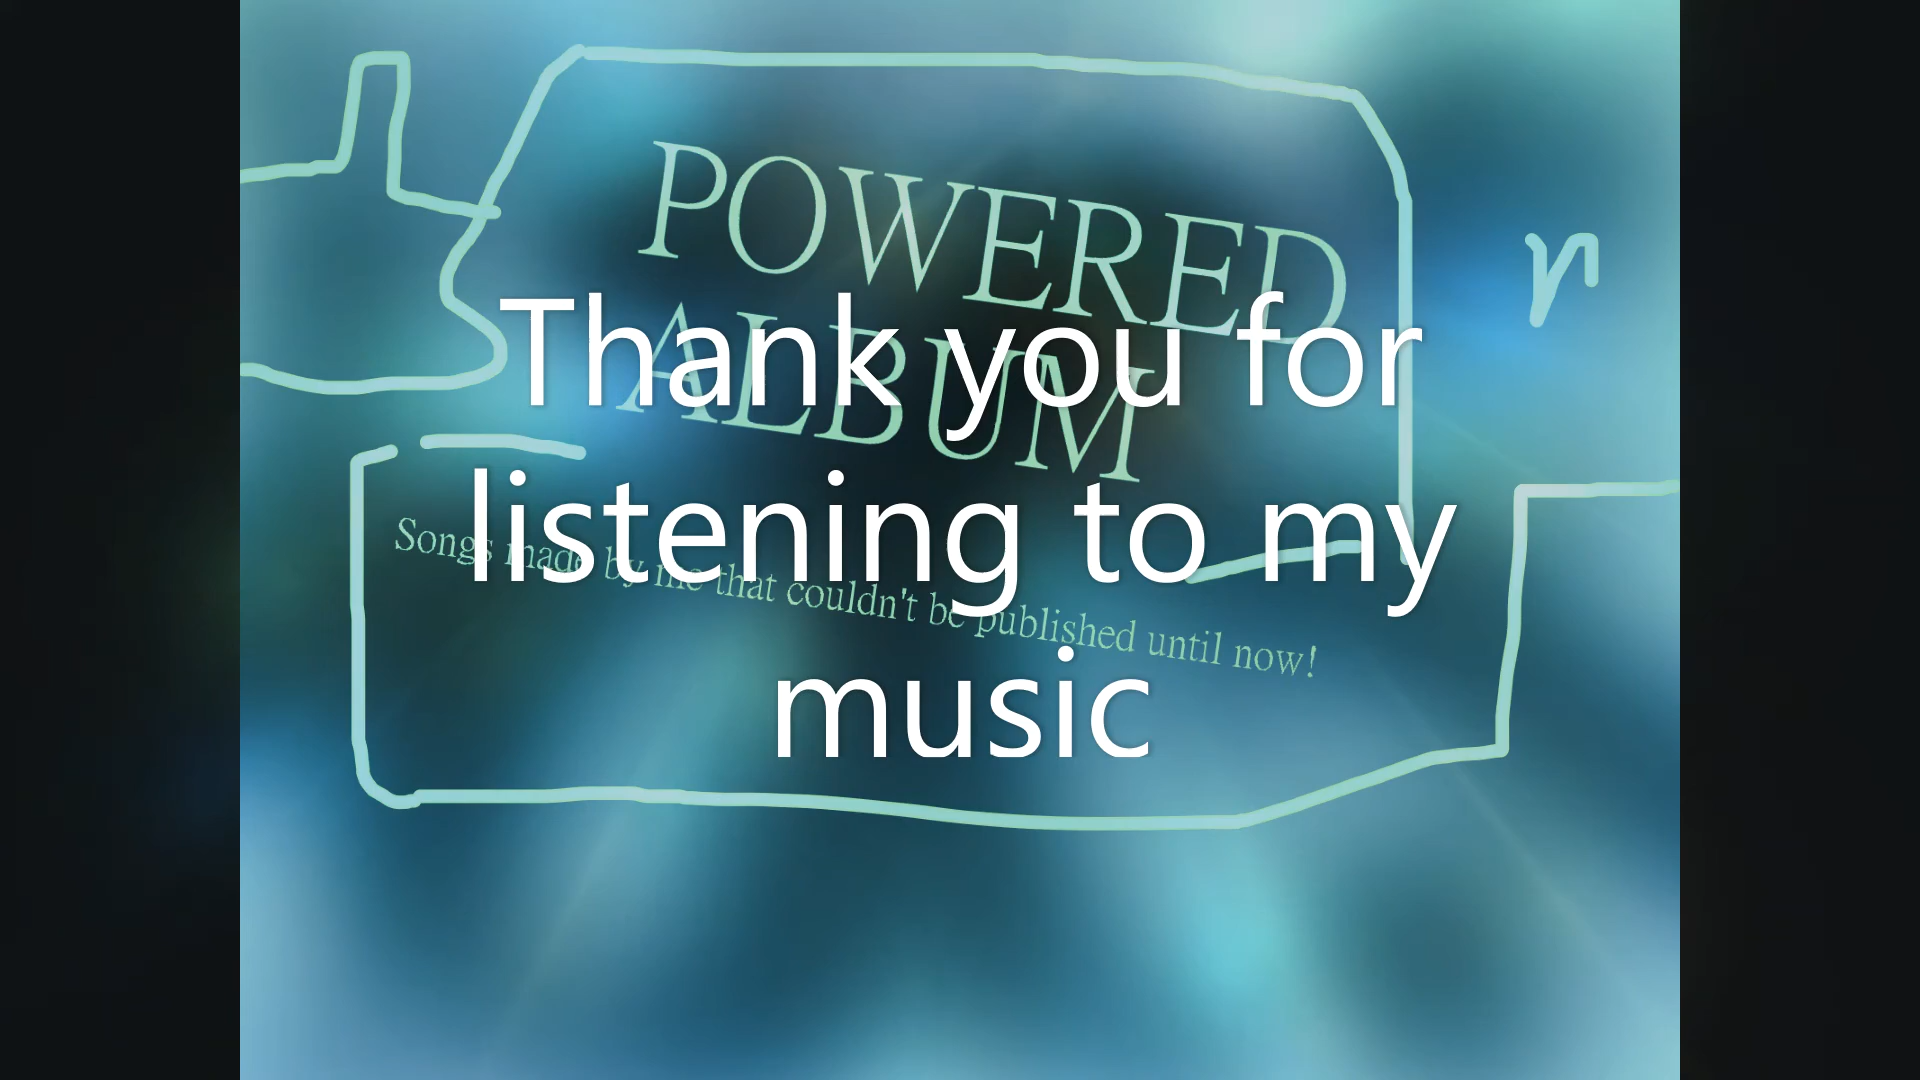 POWERED
ALBUM
Thank you for
listening to my
music
Songs made by me that couldn't be published until now!